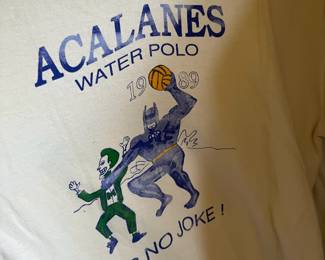 ACALANES
WATER POLO
1989
NO JOKE!